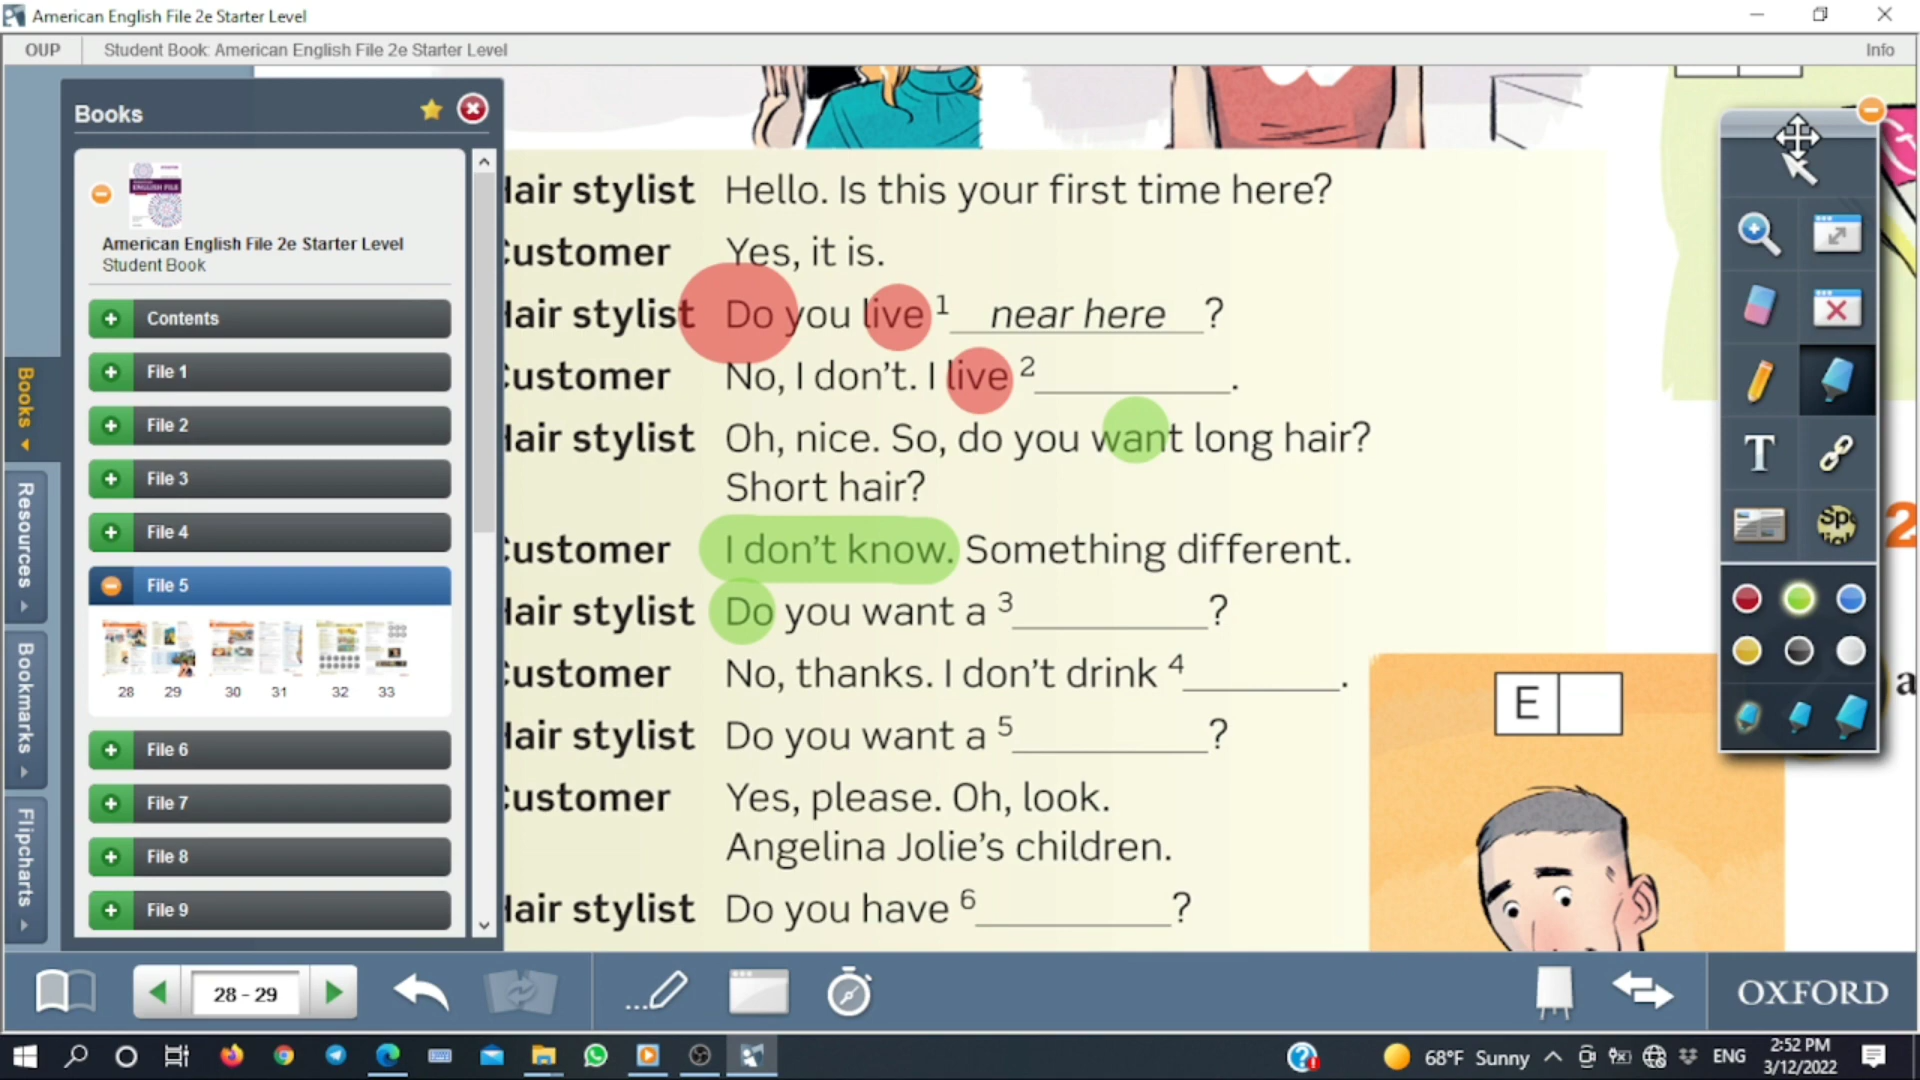 American English File 2e Starter Level
OUP
Student Book: American English File 2e Starter Level
Info
Books
American English File 2e Starter Level
Student Book
Contents
File 1
File 2
File 3
File 4
File 5
28 29 30 31 32 33
File 6
File 7
File 8
File 9
Books
Resources
Bookmarks
Flipcharts
Hair stylist Hello. Is this your first time here?
Customer Yes, it is.
Hair stylist Do you live 1 near here ?
Customer No, I don't. I live 2 .
Hair stylist Oh, nice. So, do you want long hair?
Short hair?
Customer I don't know. Something different.
Hair stylist Do you want a 3 ?
Customer No, thanks. I don't drink 4 .
Hair stylist Do you want a 5 ?
Customer Yes, please. Oh, look.
Angelina Jolie's children.
Hair stylist Do you have 6 ?
E
T
2
a
28 - 29
OXFORD
68°F Sunny
ENG
2:52 PM
3/12/2022